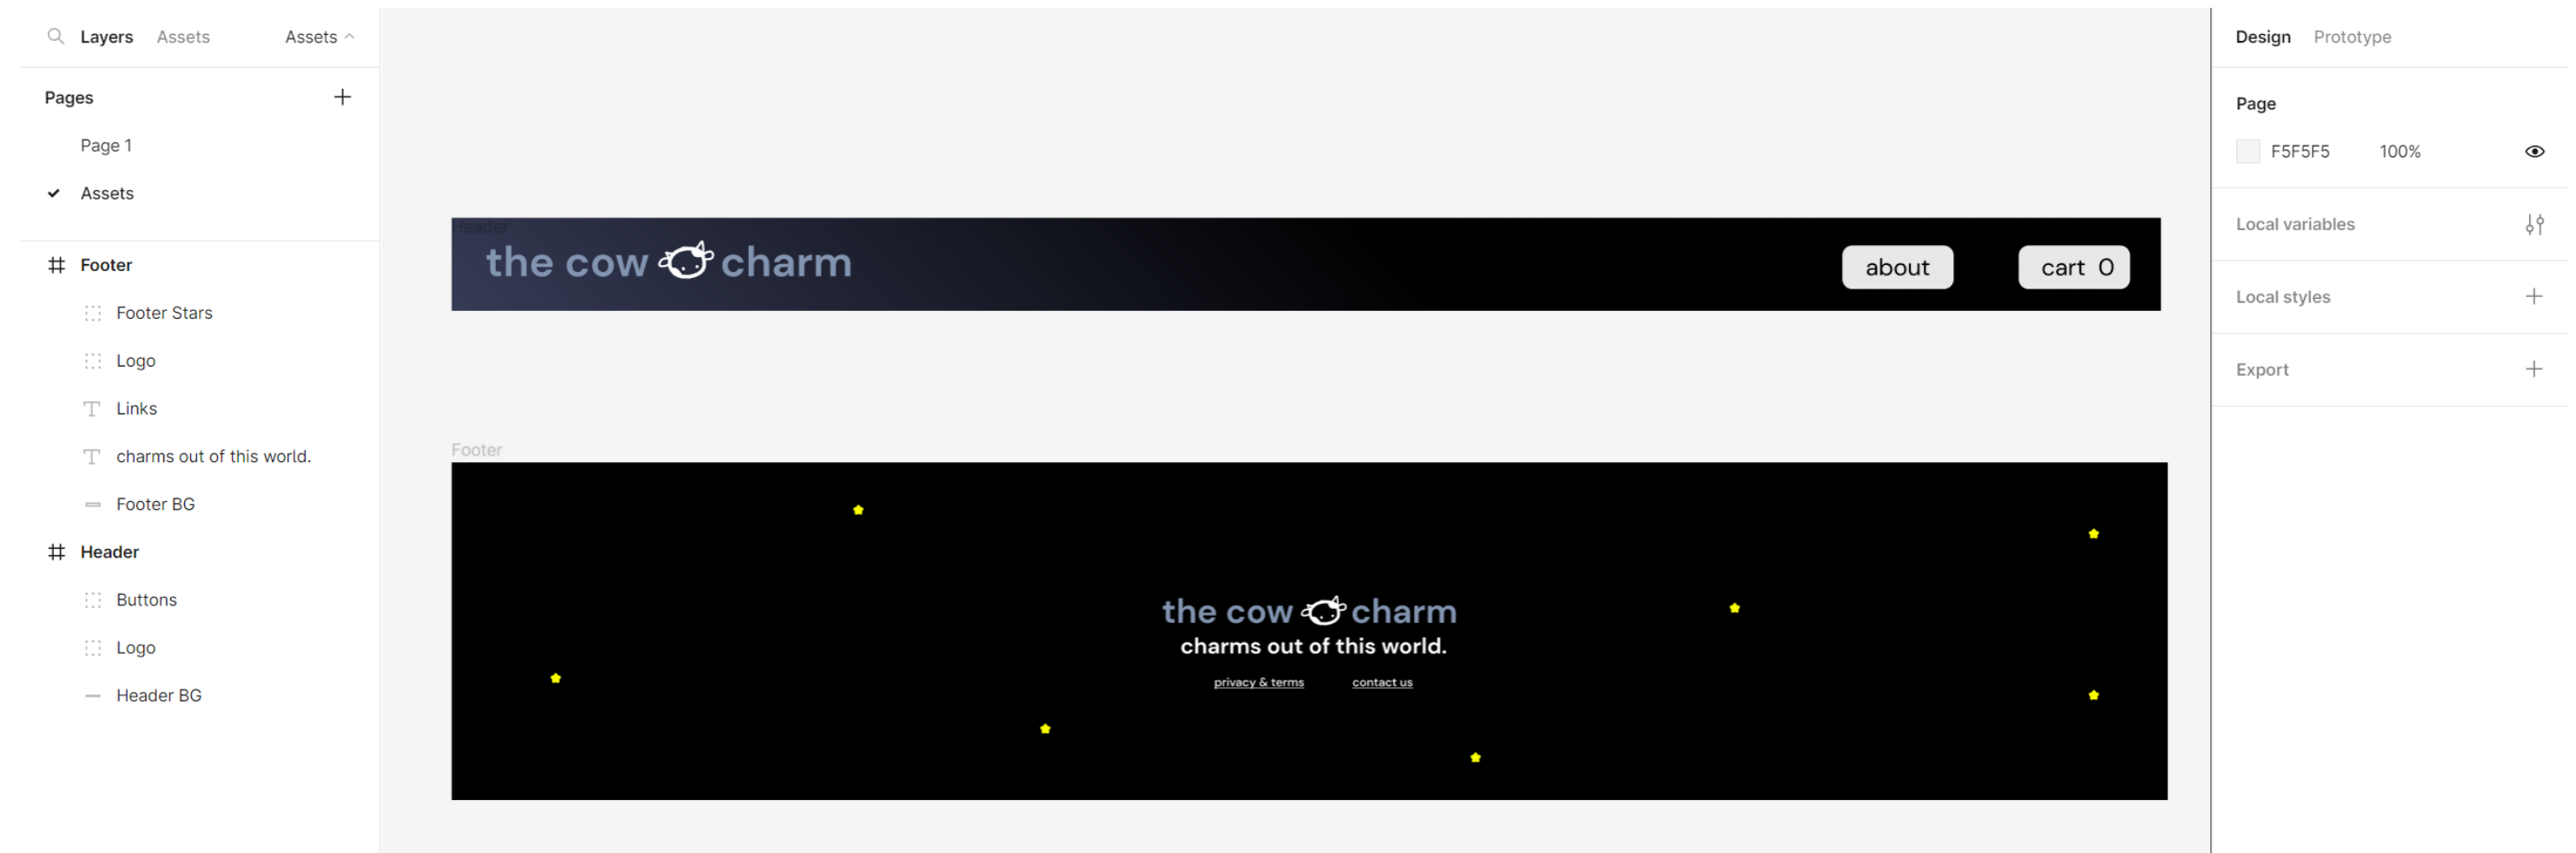 Layers Assets Assets
Pages
Page 1
Assets
Footer
Footer Stars
Logo
Links
charms out of this world.
Footer BG
Header
Buttons
Logo
Header BG
Header
the cow charm
about
cart 0
Footer
the cow charm
charms out of this world.
privacy & terms contact us
Design Prototype
Page
F5F5F5 100%
Local variables
Local styles
Export